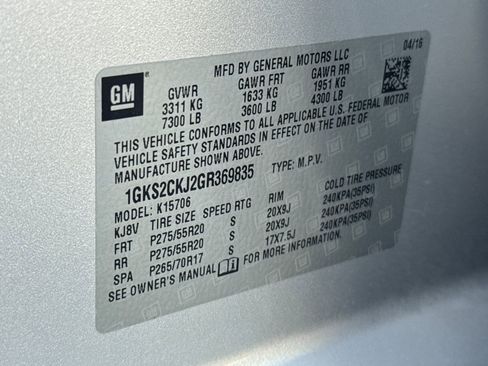 MFD BY GENERAL MOTORS LLC 04/16
GM
GVWR GAWR FRT GAWR RR
3311 KG 1633 KG 1951 KG
7300 LB 3600 LB 4300 LB
THIS VEHICLE CONFORMS TO ALL APPLICABLE U.S. FEDERAL MOTOR
VEHICLE SAFETY STANDARDS IN EFFECT ON THE DATE OF
MANUFACTURE SHOWN ABOVE.
1GKS2CKJ2GR369835 TYPE: M.P.V.
MODEL: K15706
KJ8V TIRE SIZE SPEED RTG RIM COLD TIRE PRESSURE
FRT P275/55R20 S 20X9J 240KPA(35PSI)
RR P275/55R20 S 20X9J 240KPA(35PSI)
SPA P265/70R17 S 17X7.5J 240KPA(35PSI)
SEE OWNER'S MANUAL FOR MORE INFORMATION.